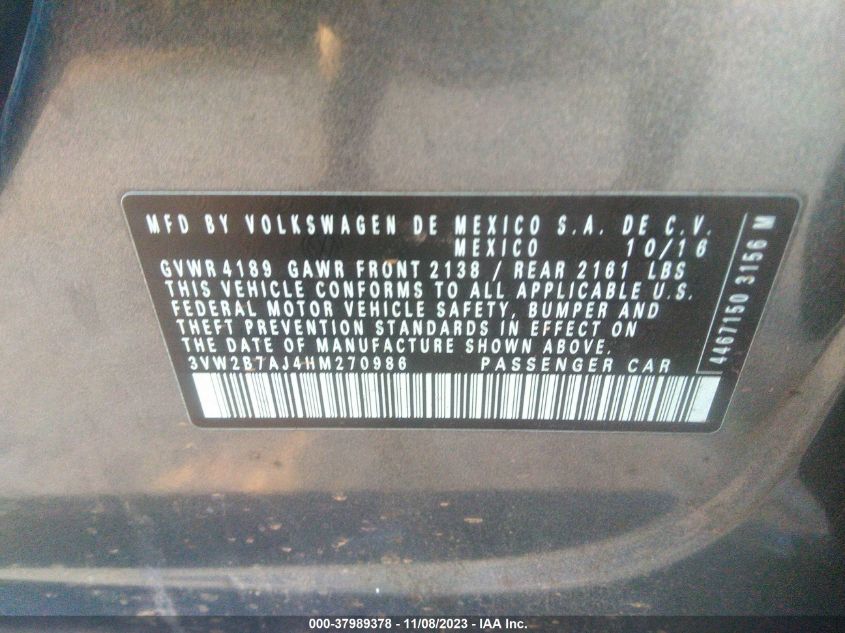 MFD BY VOLKSWAGEN DE MEXICO S.A. DE C.V.
MEXICO 10/16
GVWR 4189 GAWR FRONT 2138 / REAR 2161 LBS
THIS VEHICLE CONFORMS TO ALL APPLICABLE U.S.
FEDERAL MOTOR VEHICLE SAFETY, BUMPER AND
THEFT PREVENTION STANDARDS IN EFFECT ON
THE DATE OF MANUFACTURE SHOWN ABOVE.
3VW2B7AJ4HM270986 PASSENGER CAR
4467150 3156 M
000-37989378 - 11/08/2023 - IAA Inc.